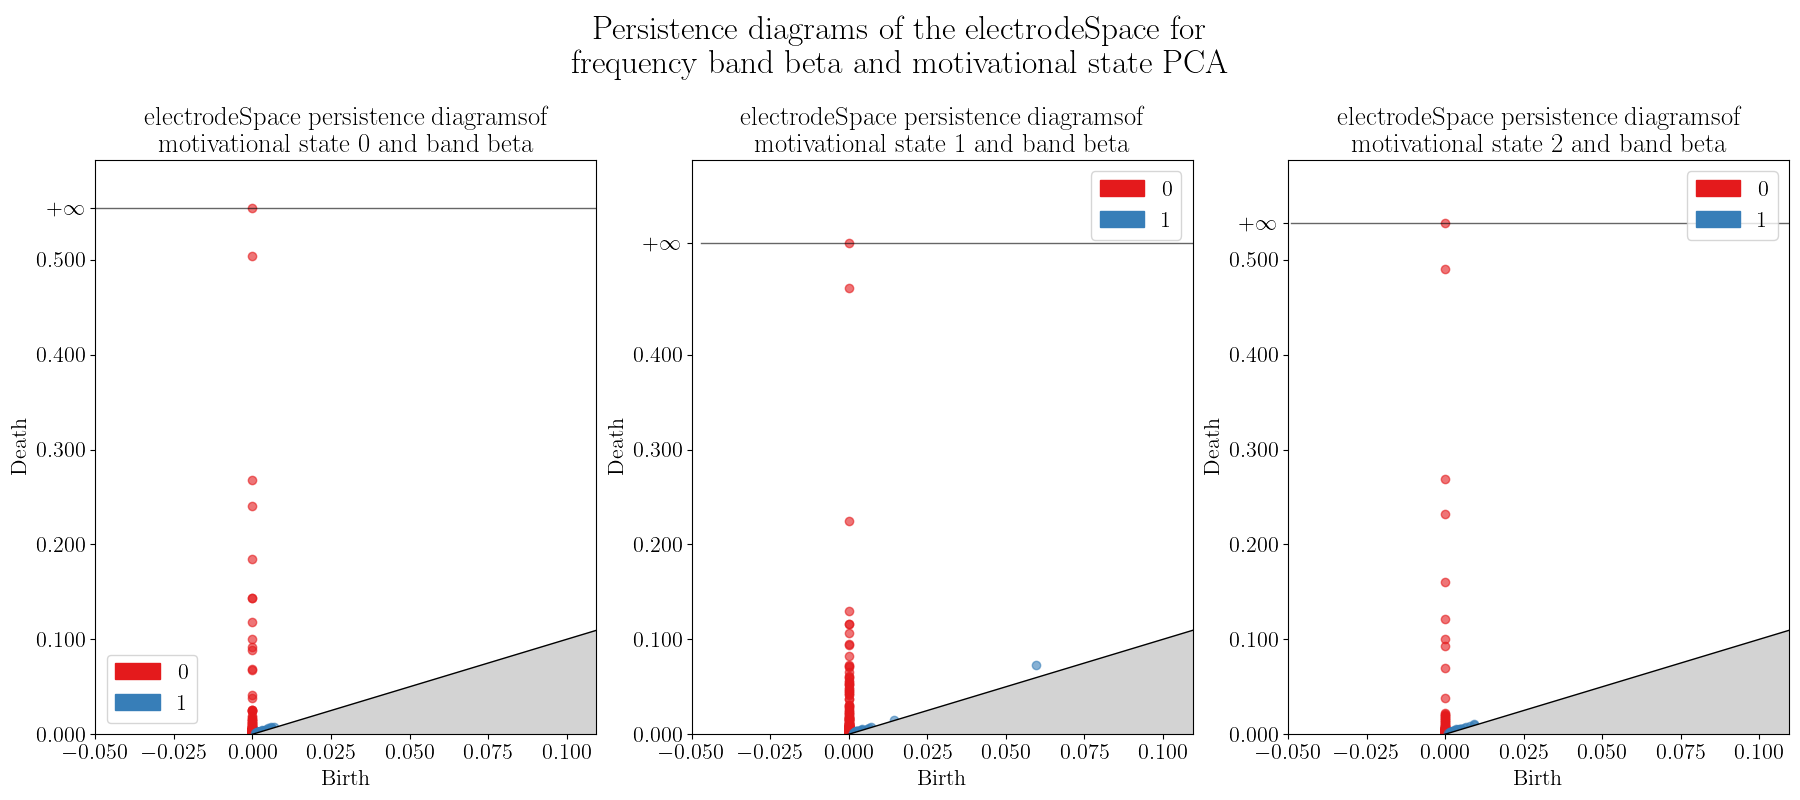 Persistence diagrams of the electrodeSpace for
frequency band beta and motivational state PCA
electrodeSpace persistence diagramsof
motivational state 0 and band beta
+∞
0.500
0.400
0.300
0.200
0.100
0.000
Death
−0.050 −0.025 0.000 0.025 0.050 0.075 0.100
Birth
0
1
electrodeSpace persistence diagramsof
motivational state 1 and band beta
+∞
0.400
0.300
0.200
0.100
0.000
Death
−0.050 −0.025 0.000 0.025 0.050 0.075 0.100
Birth
0
1
electrodeSpace persistence diagramsof
motivational state 2 and band beta
+∞
0.500
0.400
0.300
0.200
0.100
0.000
Death
−0.050 −0.025 0.000 0.025 0.050 0.075 0.100
Birth
0
1